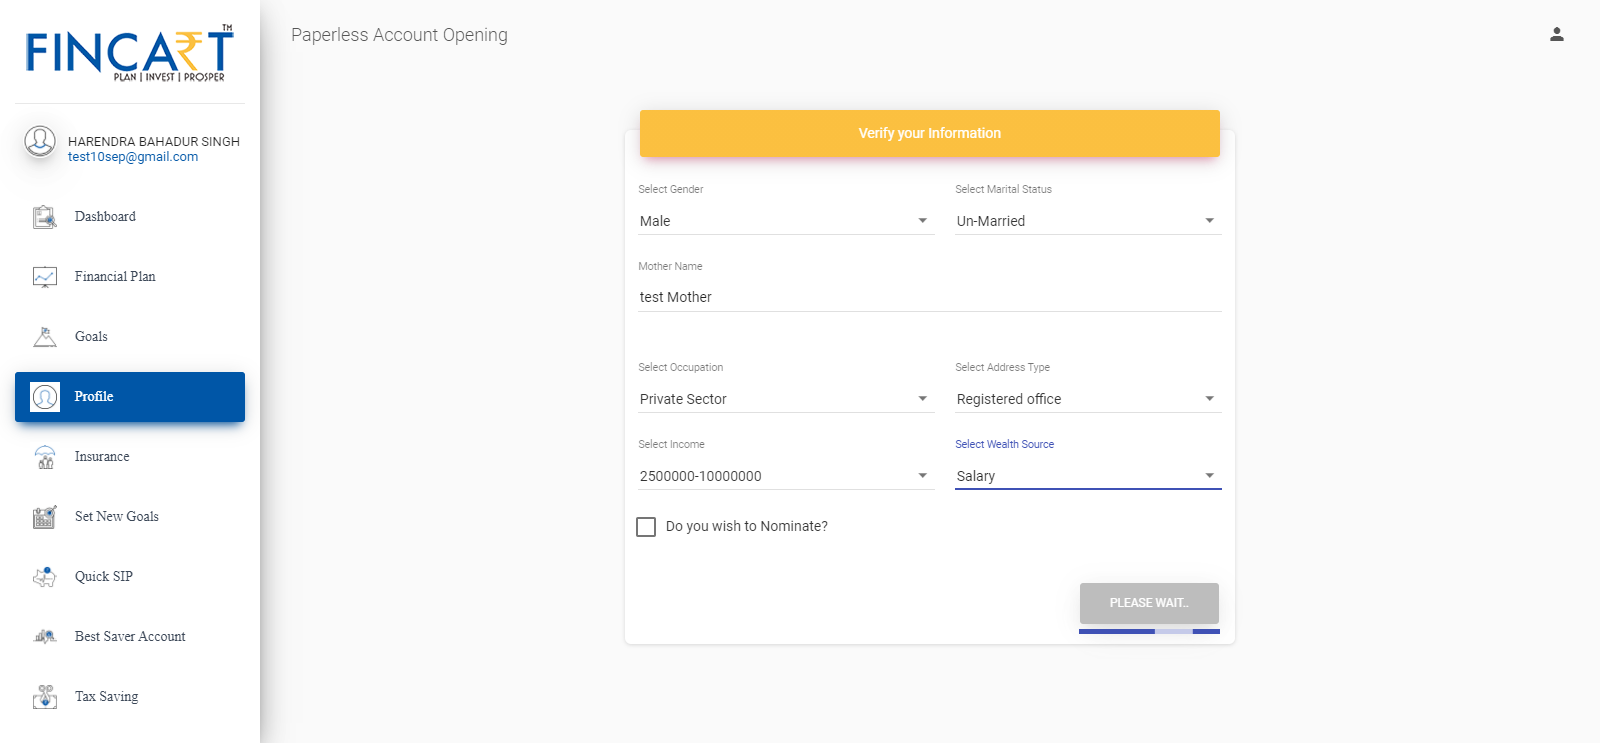 FINCART™
PLAN | INVEST | PROSPER
Paperless Account Opening
HARENDRA BAHADUR SINGH
test10sep@gmail.com
Dashboard
Financial Plan
Goals
Profile
Insurance
Set New Goals
Quick SIP
Best Saver Account
Tax Saving
Verify your Information
Select Gender
Male
Select Marital Status
Un-Married
Mother Name
test Mother
Select Occupation
Private Sector
Select Address Type
Registered office
Select Income
2500000-10000000
Select Wealth Source
Salary
Do you wish to Nominate?
PLEASE WAIT..